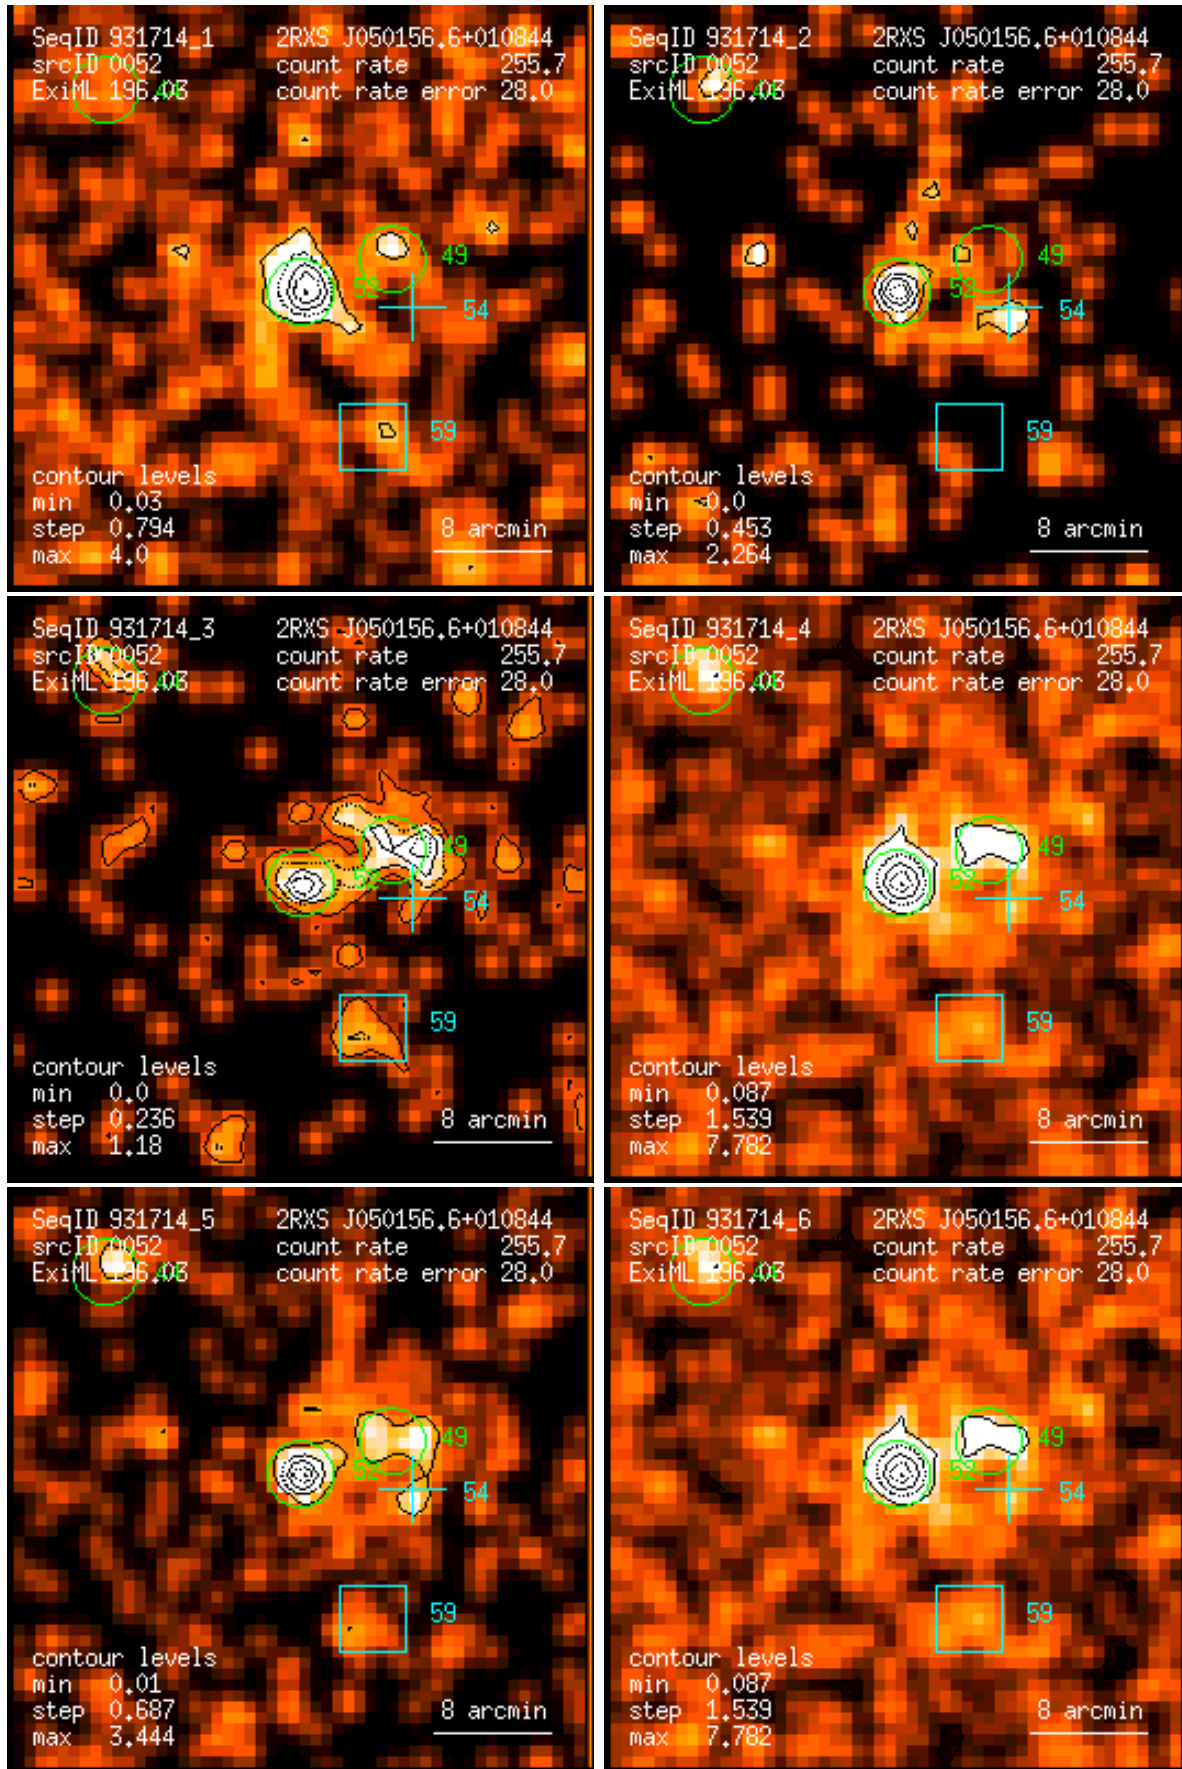 SeqID 931714_1 2RXS J050156.6+010844
srcID 0052 count rate 255.7
ExiML 196.03 count rate error 28.0
49
52
54
59
contour levels
min 0.03
step 0.794 8 arcmin
max 4.0
SeqID 931714_2 2RXS J050156.6+010844
srcID 0052 count rate 255.7
ExiML 196.03 count rate error 28.0
49
52
54
59
contour levels
min 0.0
step 0.453 8 arcmin
max 2.264
SeqID 931714_3 2RXS J050156.6+010844
srcID 0052 count rate 255.7
ExiML 196.03 count rate error 28.0
49
52
54
59
contour levels
min 0.0
step 0.236 8 arcmin
max 1.18
SeqID 931714_4 2RXS J050156.6+010844
srcID 0052 count rate 255.7
ExiML 196.03 count rate error 28.0
49
52
54
59
contour levels
min 0.087
step 1.539 8 arcmin
max 7.782
SeqID 931714_5 2RXS J050156.6+010844
srcID 0052 count rate 255.7
ExiML 196.03 count rate error 28.0
49
52
54
59
contour levels
min 0.01
step 0.687 8 arcmin
max 3.444
SeqID 931714_6 2RXS J050156.6+010844
srcID 0052 count rate 255.7
ExiML 196.03 count rate error 28.0
49
52
54
59
contour levels
min 0.087
step 1.539 8 arcmin
max 7.782